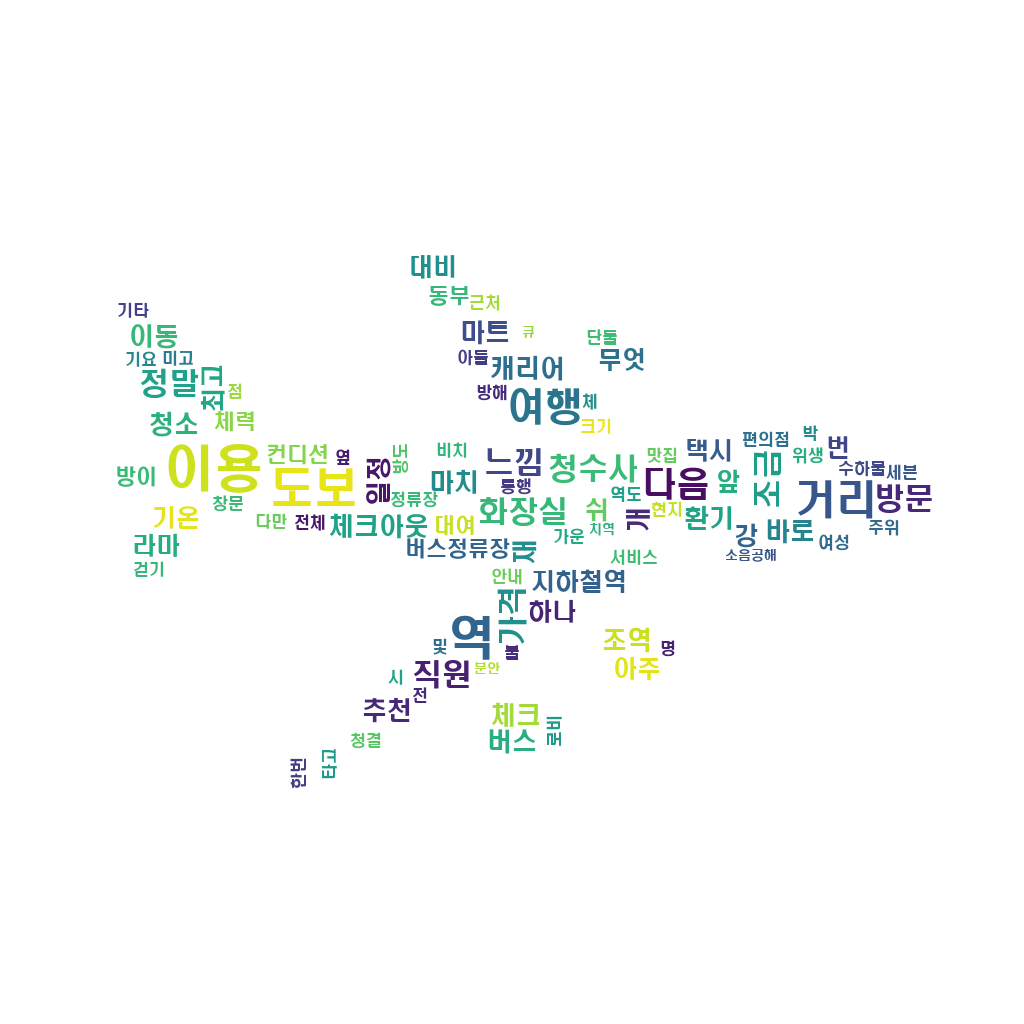 대비
동부
근처
기타
마트
큐
이동
단둘
기요
미고
아들
무엇
정말
최고
캐리어
점
방해
여행
체
청소
체력
크기
이용
컨디션
옆
비치
느낌
청수사
맛집
택시
편의점
박
번
위생
방이
도보
일정
마치
통행
역도
다음
앞
조금
수하물
세븐
거리
방문
창문
정류장
화장실
쉬
개
현지
환기
기온
다만
전체
체크아웃
대여
가운
지역
강
바로
여성
주위
라마
버스정류장
재
서비스
소음공해
걷기
안내
지하철역
가격
하나
역
및
볼
조역
명
직원
분안
아주
시
전
추천
체크
청결
버스
로비
한번
타고